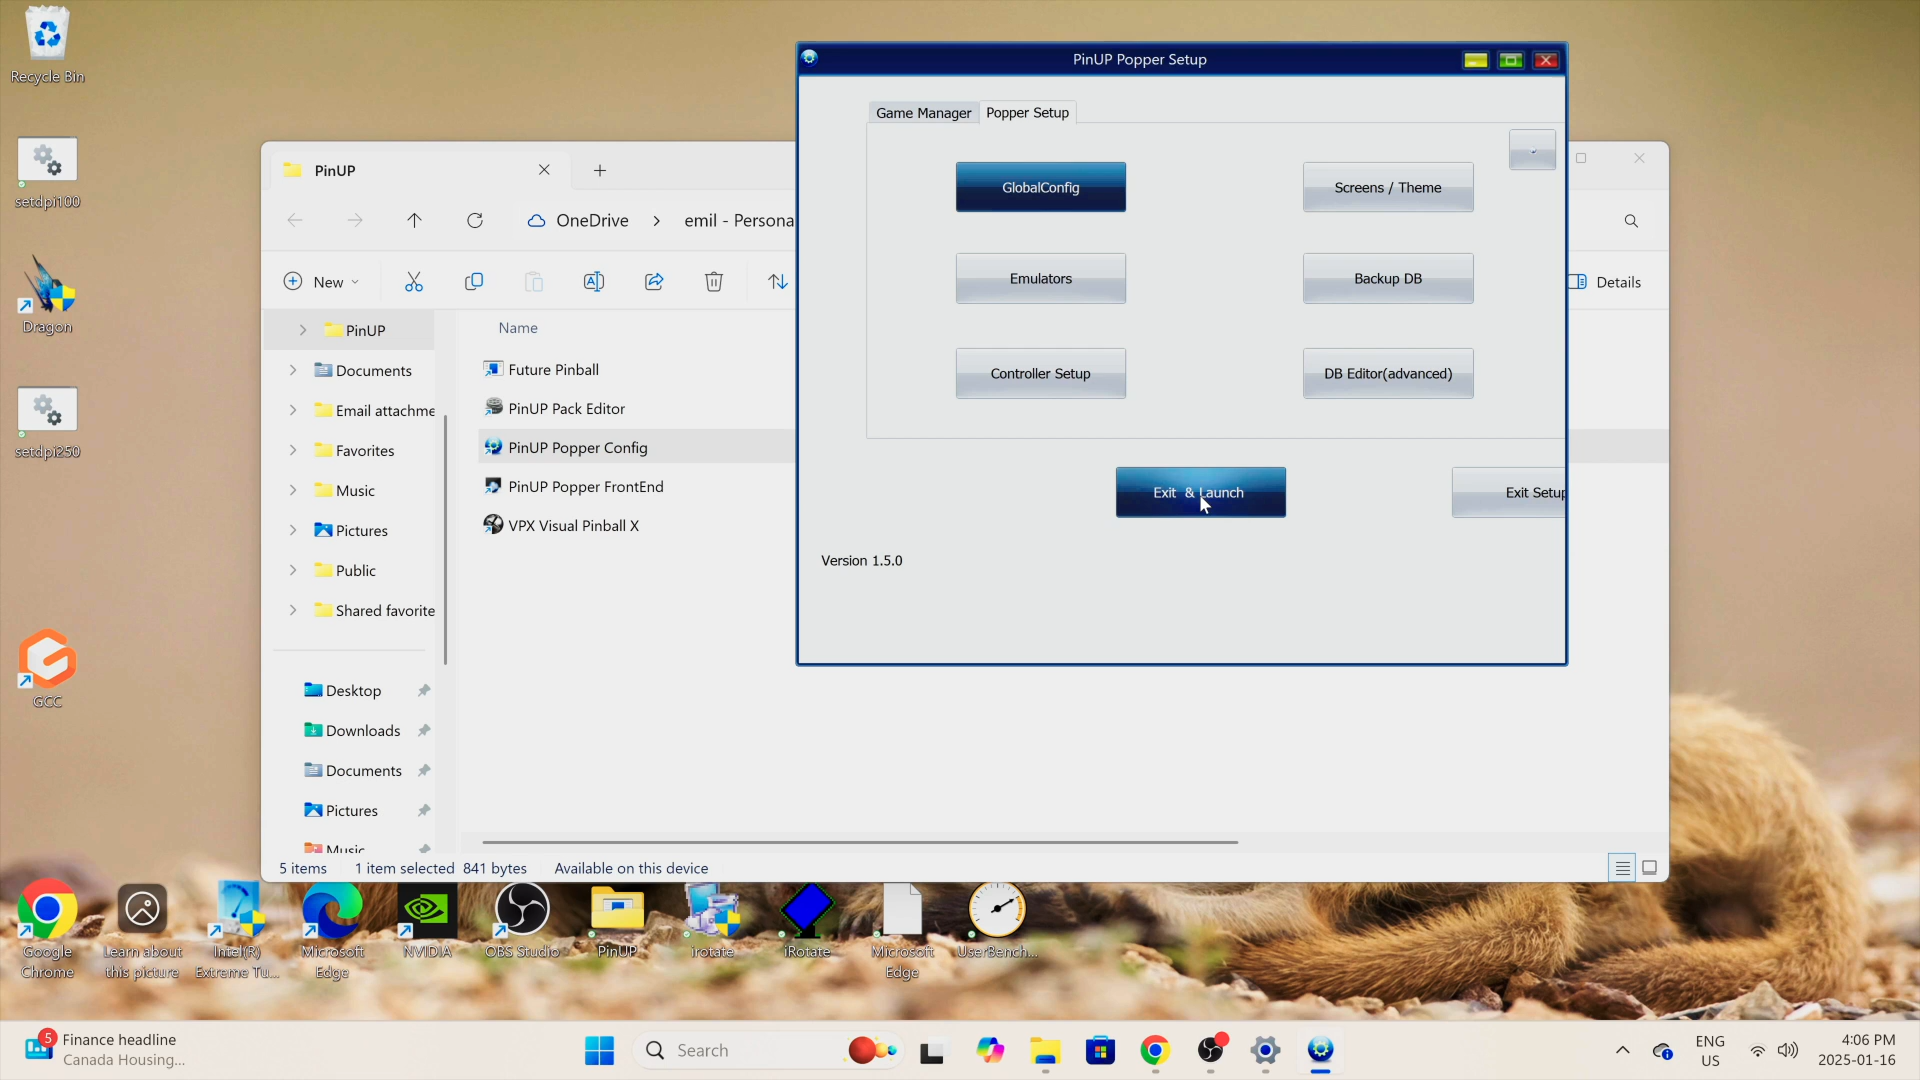 Recycle Bin
setdpi100
Dragon
setdpi250
GCC
PinUP
OneDrive
emil - Persona
New
Details
PinUP
Documents
Email attachme
Favorites
Music
Pictures
Public
Shared favorite
Desktop
Downloads
Documents
Pictures
Music
Name
Future Pinball
PinUP Pack Editor
PinUP Popper Config
PinUP Popper FrontEnd
VPX Visual Pinball X
5 items
1 item selected 841 bytes
Available on this device
PinUP Popper Setup
Game Manager
Popper Setup
GlobalConfig
Screens / Theme
Emulators
Backup DB
Controller Setup
DB Editor(advanced)
Exit & Launch
Exit Setup
Version 1.5.0
Google
Chrome
Learn about
this picture
Intel(R)
Extreme Tu...
Microsoft
Edge
NVIDIA
OBS Studio
PinUP
irotate
iRotate
Microsoft
Edge
UserBench...
5
Finance headline
Canada Housing...
Search
ENG
US
4:06 PM
2025-01-16